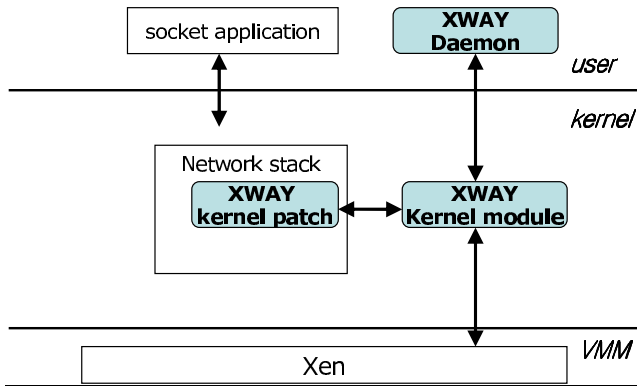 socket application
XWAY
Daemon
user
kernel
Network stack
XWAY
kernel patch
XWAY
Kernel module
VMM
Xen